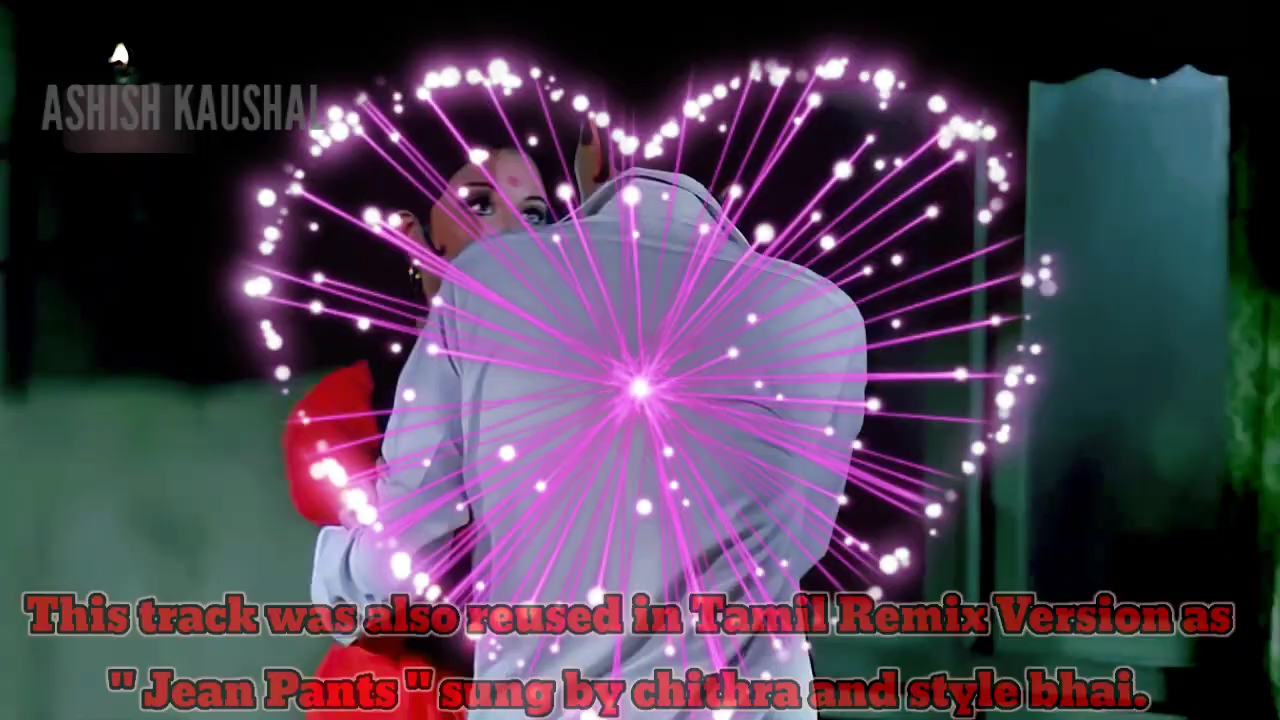 ASHISH KAUSHAL
This track was also reused in Tamil Remix Version as
" Jean Pants " sung by chithra and style bhai.